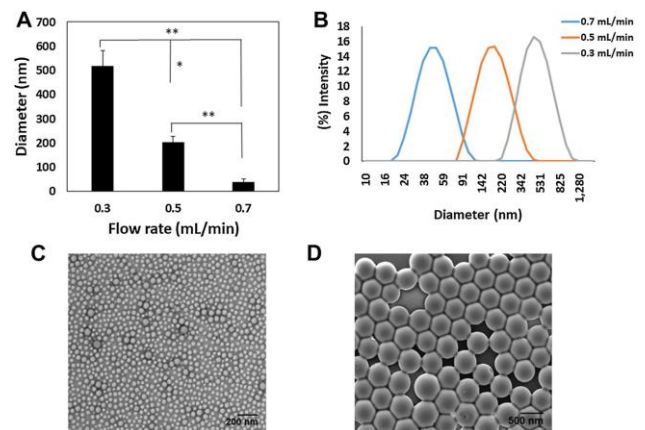 A
700
600
500
400
300
200
100
0
Diameter (nm)
**
*
**
0.3 0.5 0.7
Flow rate (mL/min)
B
18
16
14
12
10
8
6
4
2
0
(%) Intensity
0.7 mL/min
0.5 mL/min
0.3 mL/min
10 16 24 38 59 91 142 220 342 531 825 1,280
Diameter (nm)
C
200 nm
D
500 nm